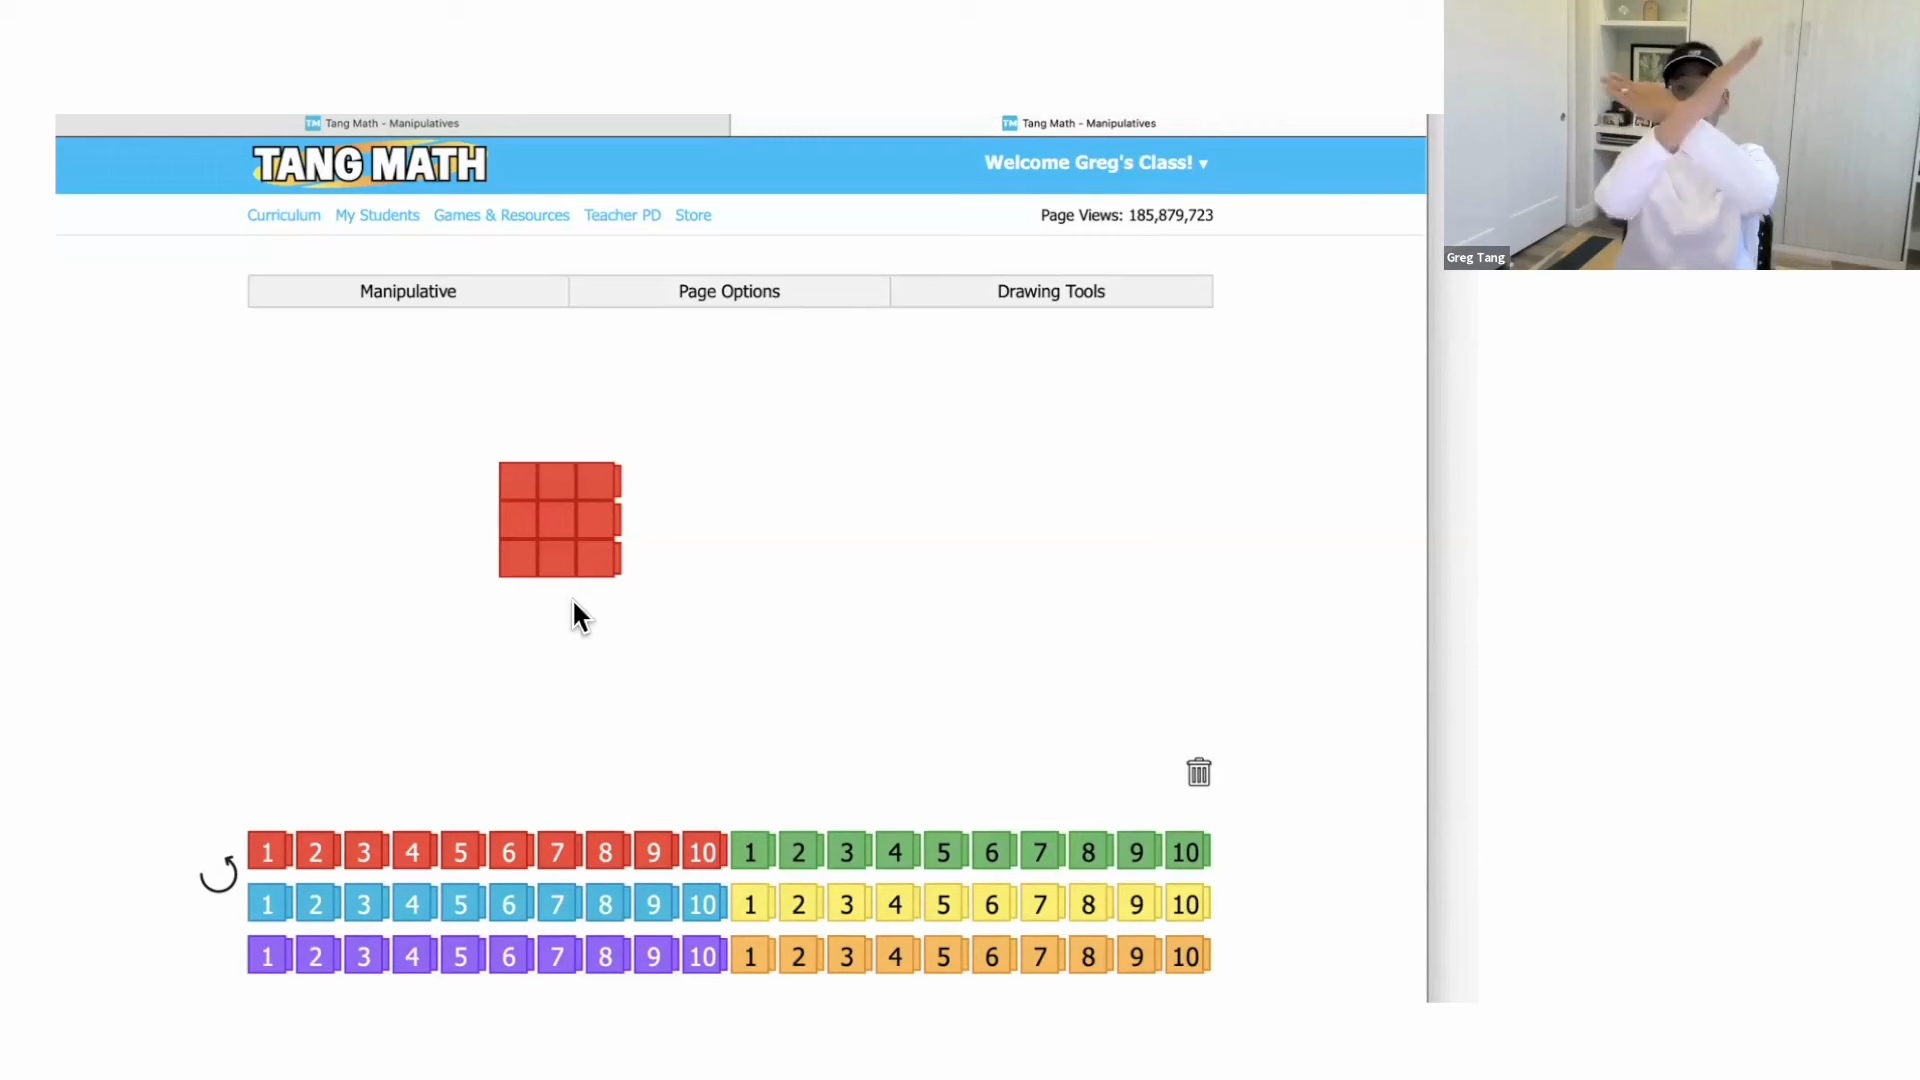 TM Tang Math - Manipulatives
TM Tang Math - Manipulatives
TANG MATH
Welcome Greg's Class! ▾
Curriculum My Students Games & Resources Teacher PD Store
Page Views: 185,879,723
Manipulative Page Options Drawing Tools
1 2 3 4 5 6 7 8 9 10 1 2 3 4 5 6 7 8 9 10
1 2 3 4 5 6 7 8 9 10 1 2 3 4 5 6 7 8 9 10
1 2 3 4 5 6 7 8 9 10 1 2 3 4 5 6 7 8 9 10
Greg Tang